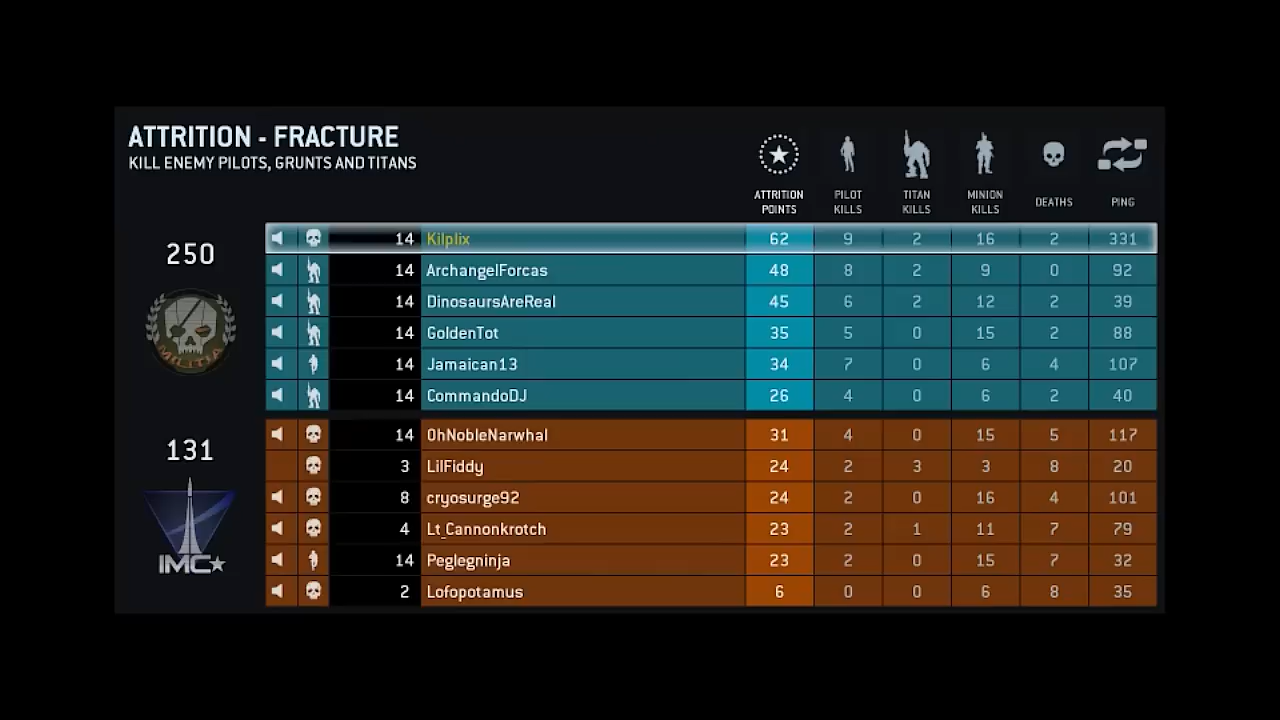 ATTRITION - FRACTURE
KILL ENEMY PILOTS, GRUNTS AND TITANS
ATTRITION POINTS PILOT KILLS TITAN KILLS MINION KILLS DEATHS PING
250
MILITIA
14 Kilplix 62 9 2 16 2 331
14 ArchangelForcas 48 8 2 9 0 92
14 DinosaursAreReal 45 6 2 12 2 39
14 GoldenTot 35 5 0 15 2 88
14 Jamaican13 34 7 0 6 4 107
14 CommandoDJ 26 4 0 6 2 40
131
IMC
14 OhNobleNarwhal 31 4 0 15 5 117
3 LilFiddy 24 2 3 3 8 20
8 cryosurge92 24 2 0 16 4 101
4 Lt_Cannonkrotch 23 2 1 11 7 79
14 Peglegninja 23 2 0 15 7 32
2 Lofopotamus 6 0 0 6 8 35